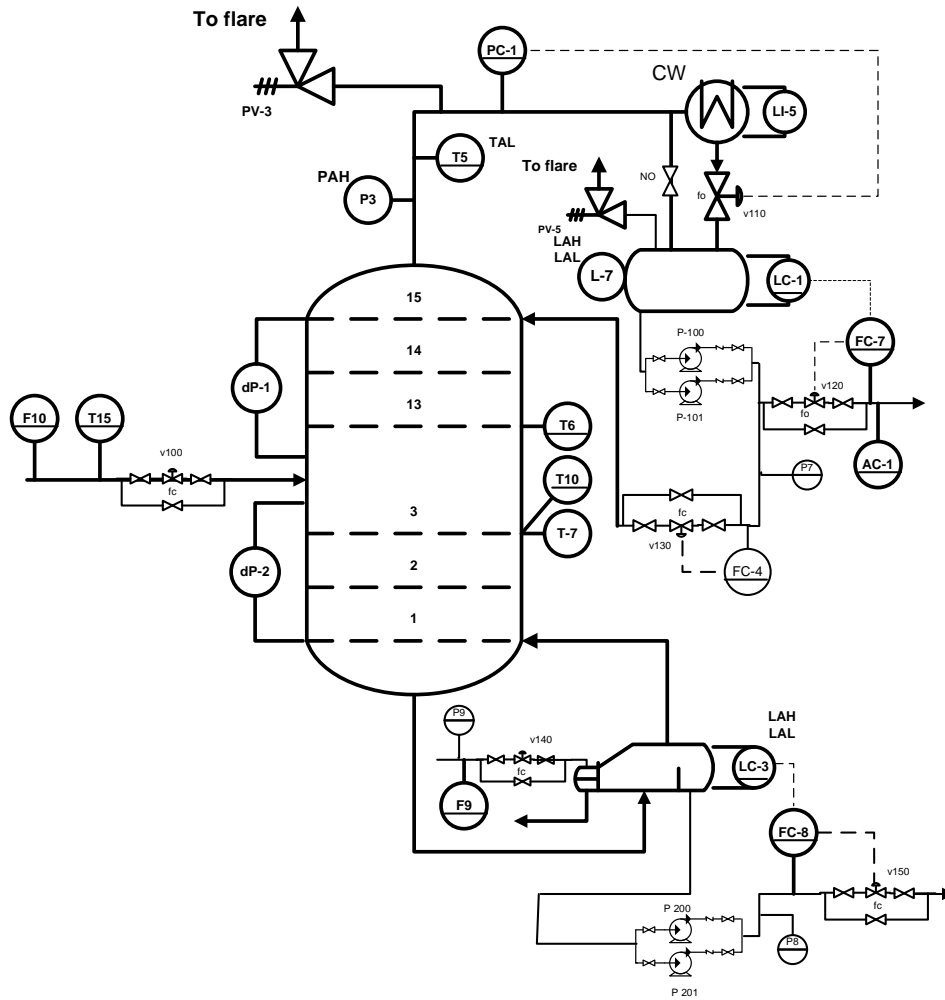 To flare
PC-1
CW
LI-5
PV-3
TAL
T5
PAH
P3
To flare
NO
fo
v110
PV-5
LAH
LAL
L-7
LC-1
15
14
13
3
2
1
dP-1
dP-2
F10
T15
v100
fc
T6
T10
T-7
P-100
P-101
FC-7
v120
fo
AC-1
P7
fc
v130
FC-4
P9
v140
fc
F9
LAH
LAL
LC-3
FC-8
v150
fc
P 200
P8
P 201